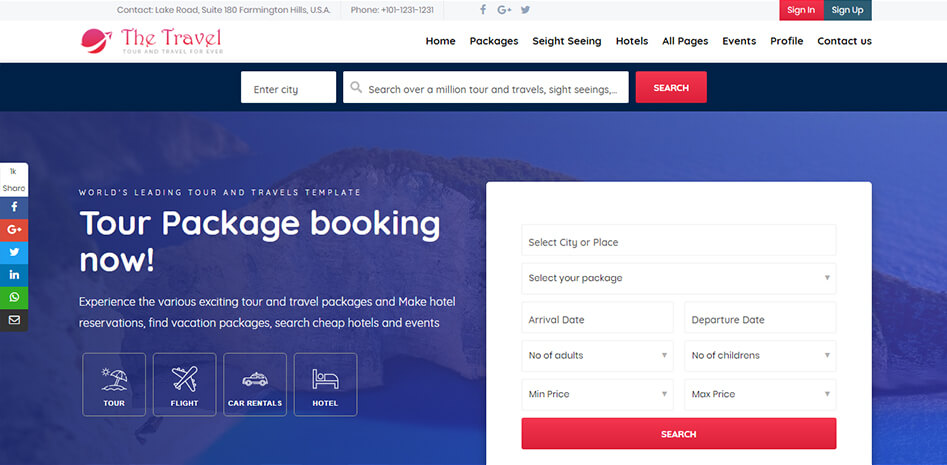 Contact: Lake Road, Suite 180 Farmington Hills, U.S.A.
Phone: +101-1231-1231
f G+
Sign In
Sign Up
The Travel
TOUR AND TRAVEL FOR EVER
Home Packages Seight Seeing Hotels All Pages Events Profile Contact us
Enter city
Search over a million tour and travels, sight seeings,...
SEARCH
1k
Share
f
G+
in
WORLD'S LEADING TOUR AND TRAVELS TEMPLATE
Tour Package booking
now!
Experience the various exciting tour and travel packages and Make hotel
reservations, find vacation packages, search cheap hotels and events
TOUR FLIGHT CAR RENTALS HOTEL
Select City or Place
Select your package
Arrival Date Departure Date
No of adults No of childrens
Min Price Max Price
SEARCH